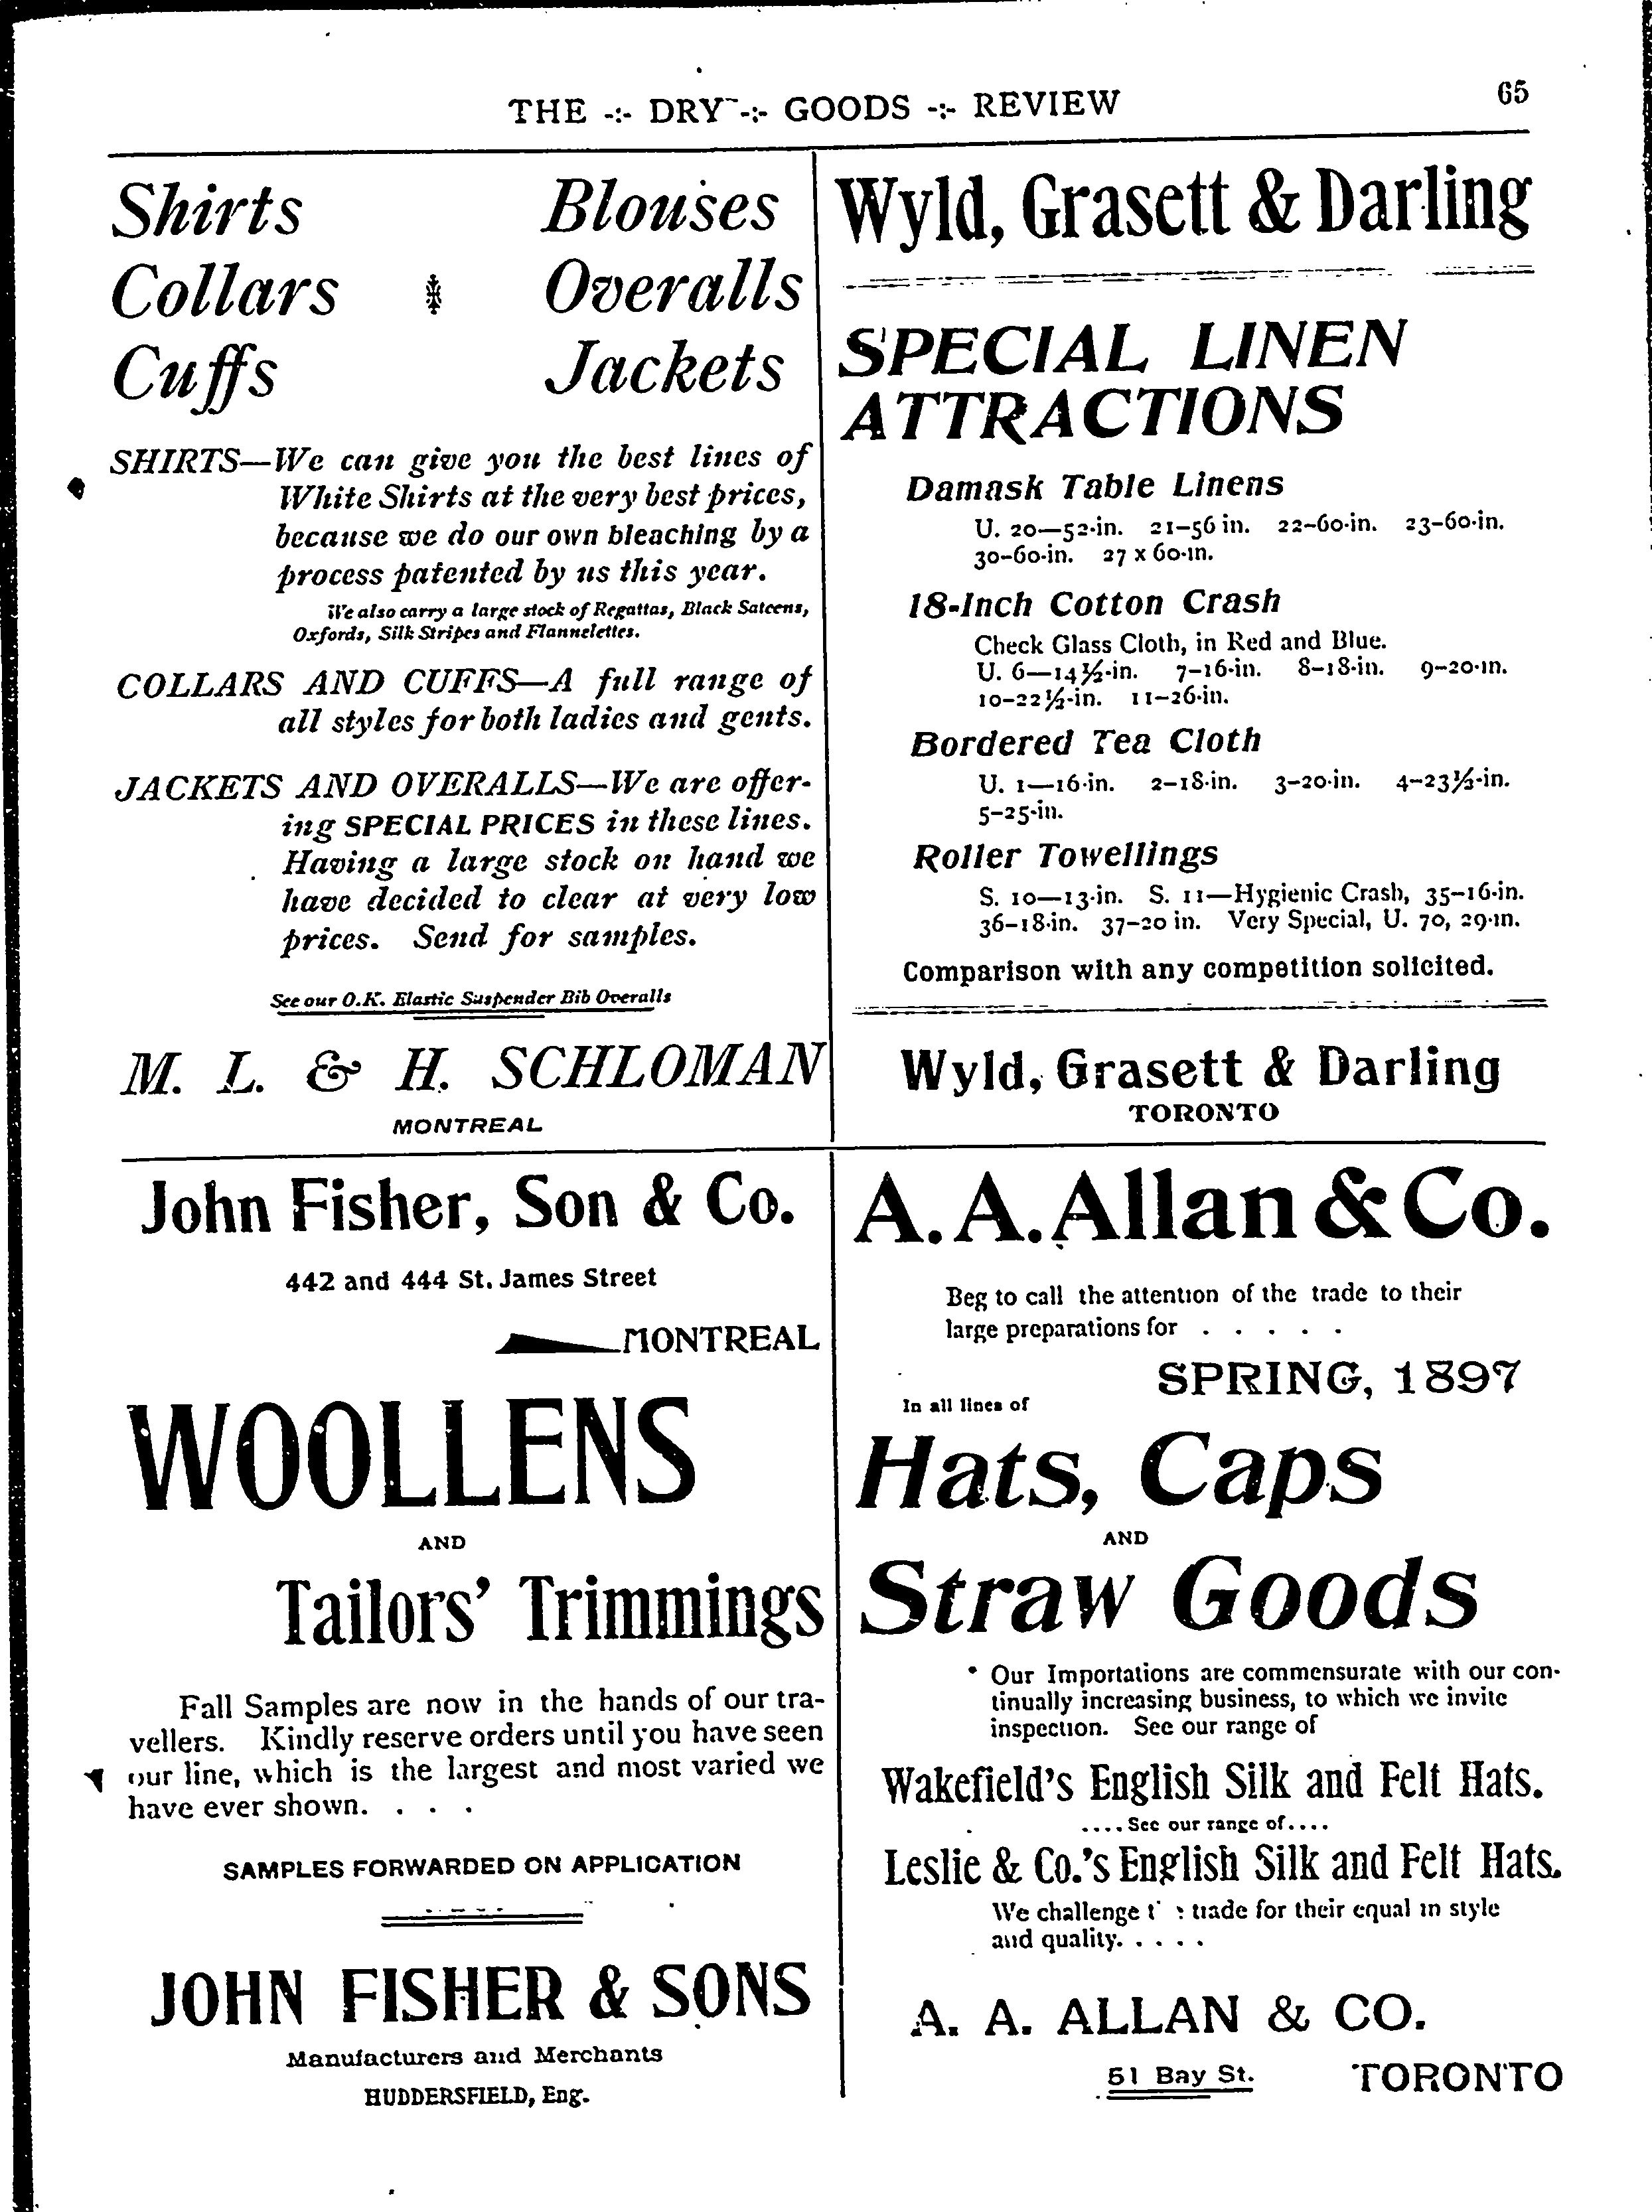 THE -:- DRY -:- GOODS -:- REVIEW
65
Shirts
Collars
Cuffs
Blouses
Overalls
Jackets
SHIRTS—We can give you the best lines of
White Shirts at the very best prices,
because we do our own bleaching by a
process patented by us this year.
We also carry a large stock of Regattas, Black Sateens,
Oxfords, Silk Stripes and Flannelettes.
COLLARS AND CUFFS—A full range of
all styles for both ladies and gents.
JACKETS AND OVERALLS—We are offer-
ing SPECIAL PRICES in these lines.
Having a large stock on hand we
have decided to clear at very low
prices. Send for samples.
See our O.K. Elastic Suspender Bib Overalls
M. L. & H. SCHLOMAN
MONTREAL
Wyld, Grasett & Darling
SPECIAL LINEN
ATTRACTIONS
Damask Table Linens
U. 20—52-in. 21-56 in. 22-60-in. 23-60-in.
30-60-in. 27 x 60-in.
18-Inch Cotton Crash
Check Glass Cloth, in Red and Blue.
U. 6—14½-in. 7-16-in. 8-18-in. 9-20-in.
10-22½-in. 11-26-in.
Bordered Tea Cloth
U. 1—16-in. 2-18-in. 3-20-in. 4-23½-in.
5-25-in.
Roller Towellings
S. 10—13-in. S. 11—Hygienic Crash, 35-16-in.
36-18-in. 37-20 in. Very Special, U. 70, 29-in.
Comparison with any competition solicited.
Wyld, Grasett & Darling
TORONTO
John Fisher, Son & Co.
442 and 444 St. James Street
MONTREAL
WOOLLENS
AND
Tailors' Trimmings
Fall Samples are now in the hands of our tra-
vellers. Kindly reserve orders until you have seen
our line, which is the largest and most varied we
have ever shown. . . .
SAMPLES FORWARDED ON APPLICATION
JOHN FISHER & SONS
Manufacturers and Merchants
HUDDERSFIELD, Eng.
A. A. Allan & Co.
Beg to call the attention of the trade to their
large preparations for . . . . .
SPRING, 1897
In all lines of
Hats, Caps
AND
Straw Goods
Our Importations are commensurate with our con-
tinually increasing business, to which we invite
inspection. See our range of
Wakefield's English Silk and Felt Hats.
....See our range of....
Leslie & Co.'s English Silk and Felt Hats.
We challenge trade for their equal in style
and quality. . . . .
A. A. ALLAN & CO.
51 Bay St. TORONTO